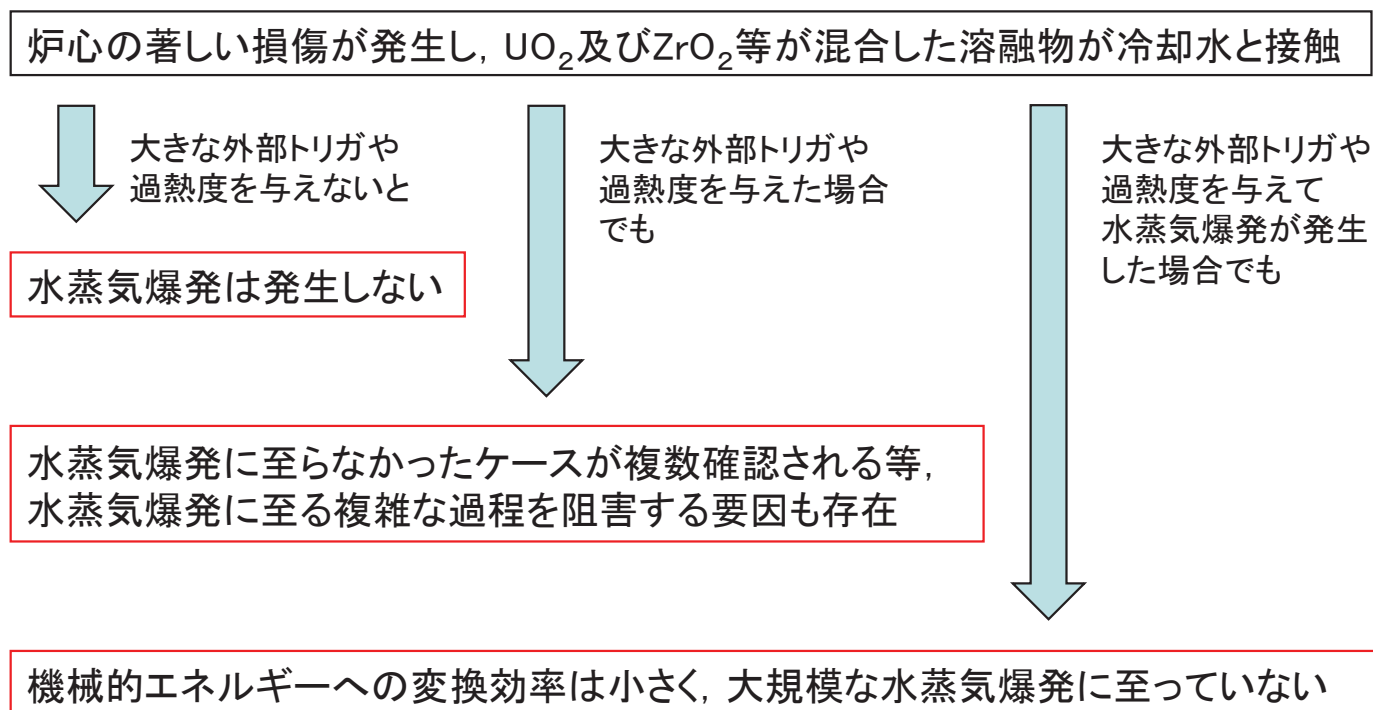 炉心の著しい損傷が発生し，UO₂及びZrO₂等が混合した溶融物が冷却水と接触
大きな外部トリガや
過熱度を与えないと
大きな外部トリガや
過熱度を与えた場合
でも
大きな外部トリガや
過熱度を与えて
水蒸気爆発が発生
した場合でも
水蒸気爆発は発生しない
水蒸気爆発に至らなかったケースが複数確認される等，
水蒸気爆発に至る複雑な過程を阻害する要因も存在
機械的エネルギーへの変換効率は小さく，大規模な水蒸気爆発に至っていない